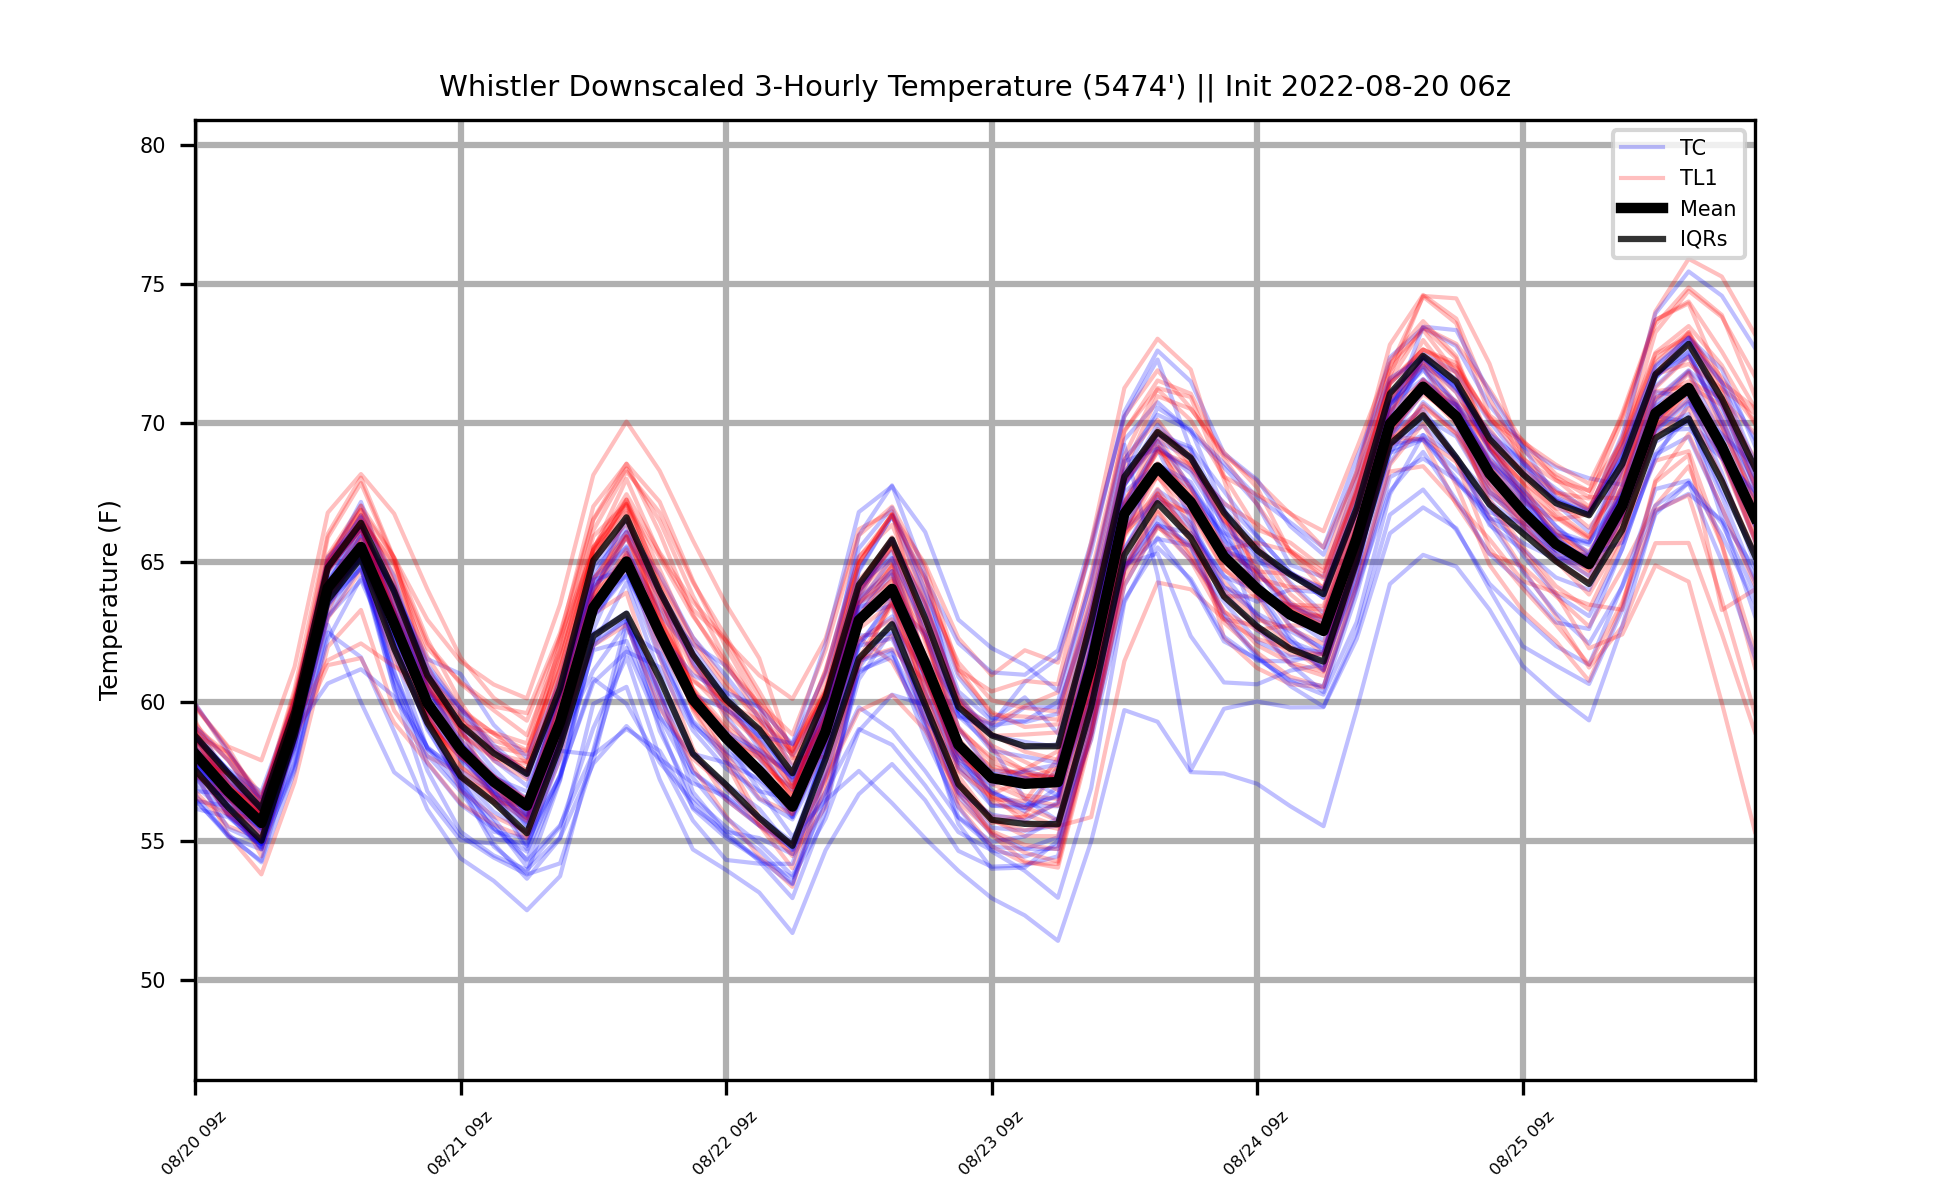 Whistler Downscaled 3-Hourly Temperature (5474') || Init 2022-08-20 06z
80
75
70
65
60
55
50
Temperature (F)
TC
TL1
Mean
IQRs
08/20 09z
08/21 09z
08/22 09z
08/23 09z
08/24 09z
08/25 09z